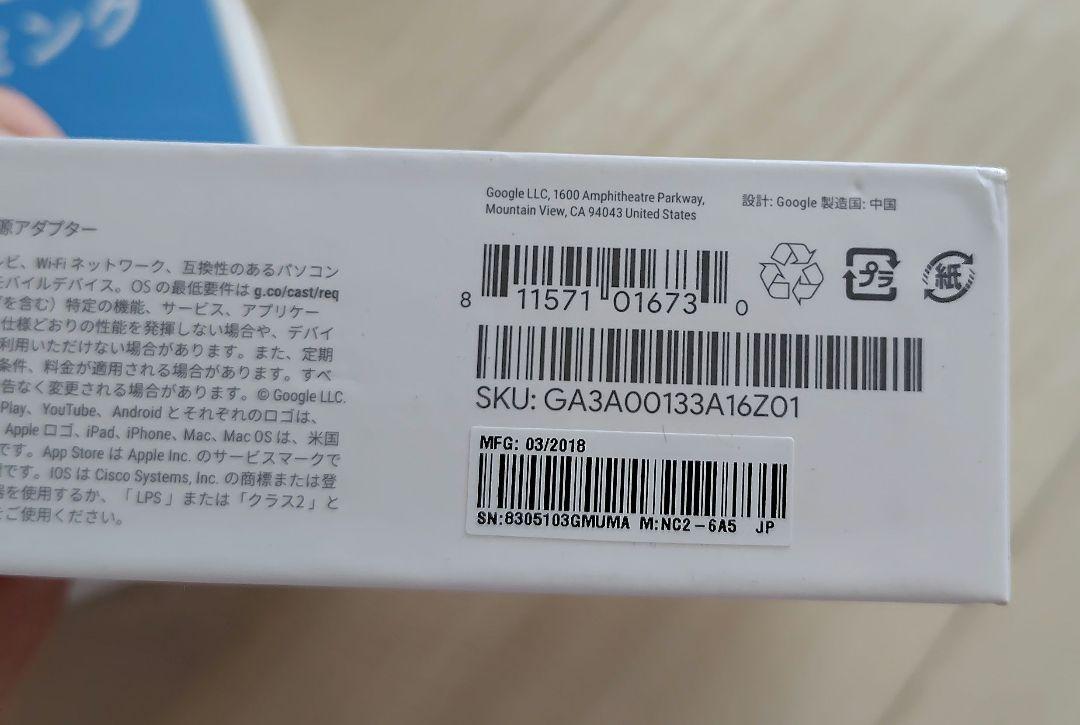 ミング
源アダプター
Wi-Fi ネットワーク、互換性のあるパソコン
モバイルデバイス。OS の最低要件は g.co/cast/req
を含む）特定の機能、サービス、アプリケー
仕様どおりの性能を発揮しない場合や、デバイ
利用いただけない場合があります。また、定期
条件、料金が適用される場合があります。すべ
告なく変更される場合があります。© Google LLC.
Play、YouTube、Android とそれぞれのロゴは、
Apple ロゴ、iPad、iPhone、Mac、Mac OS は、米国
です。App Store は Apple Inc. のサービスマークで
です。IOS は Cisco Systems, Inc. の商標または登
器を使用するか、「 LPS 」または「クラス2 」と
ご使用ください。
Google LLC, 1600 Amphitheatre Parkway,
Mountain View, CA 94043 United States
設計: Google 製造国: 中国
8 11571 01673 0
プラ
紙
SKU: GA3A00133A16Z01
MFG: 03/2018
SN:8305103GMUMA M:NC2-6A5 JP